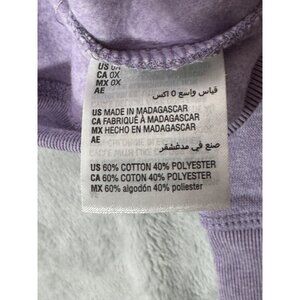 US 0X
CA 0X
MX 0X
AE قياس واسع 0 اكس
US MADE IN MADAGASCAR
CA FABRIQUÉ À MADAGASCAR
MX HECHO EN MADAGASCAR
AE صنع في مدغشقر
US 60% COTTON 40% POLYESTER
CA 60% COTTON 40% POLYESTER
MX 60% algodón 40% poliester